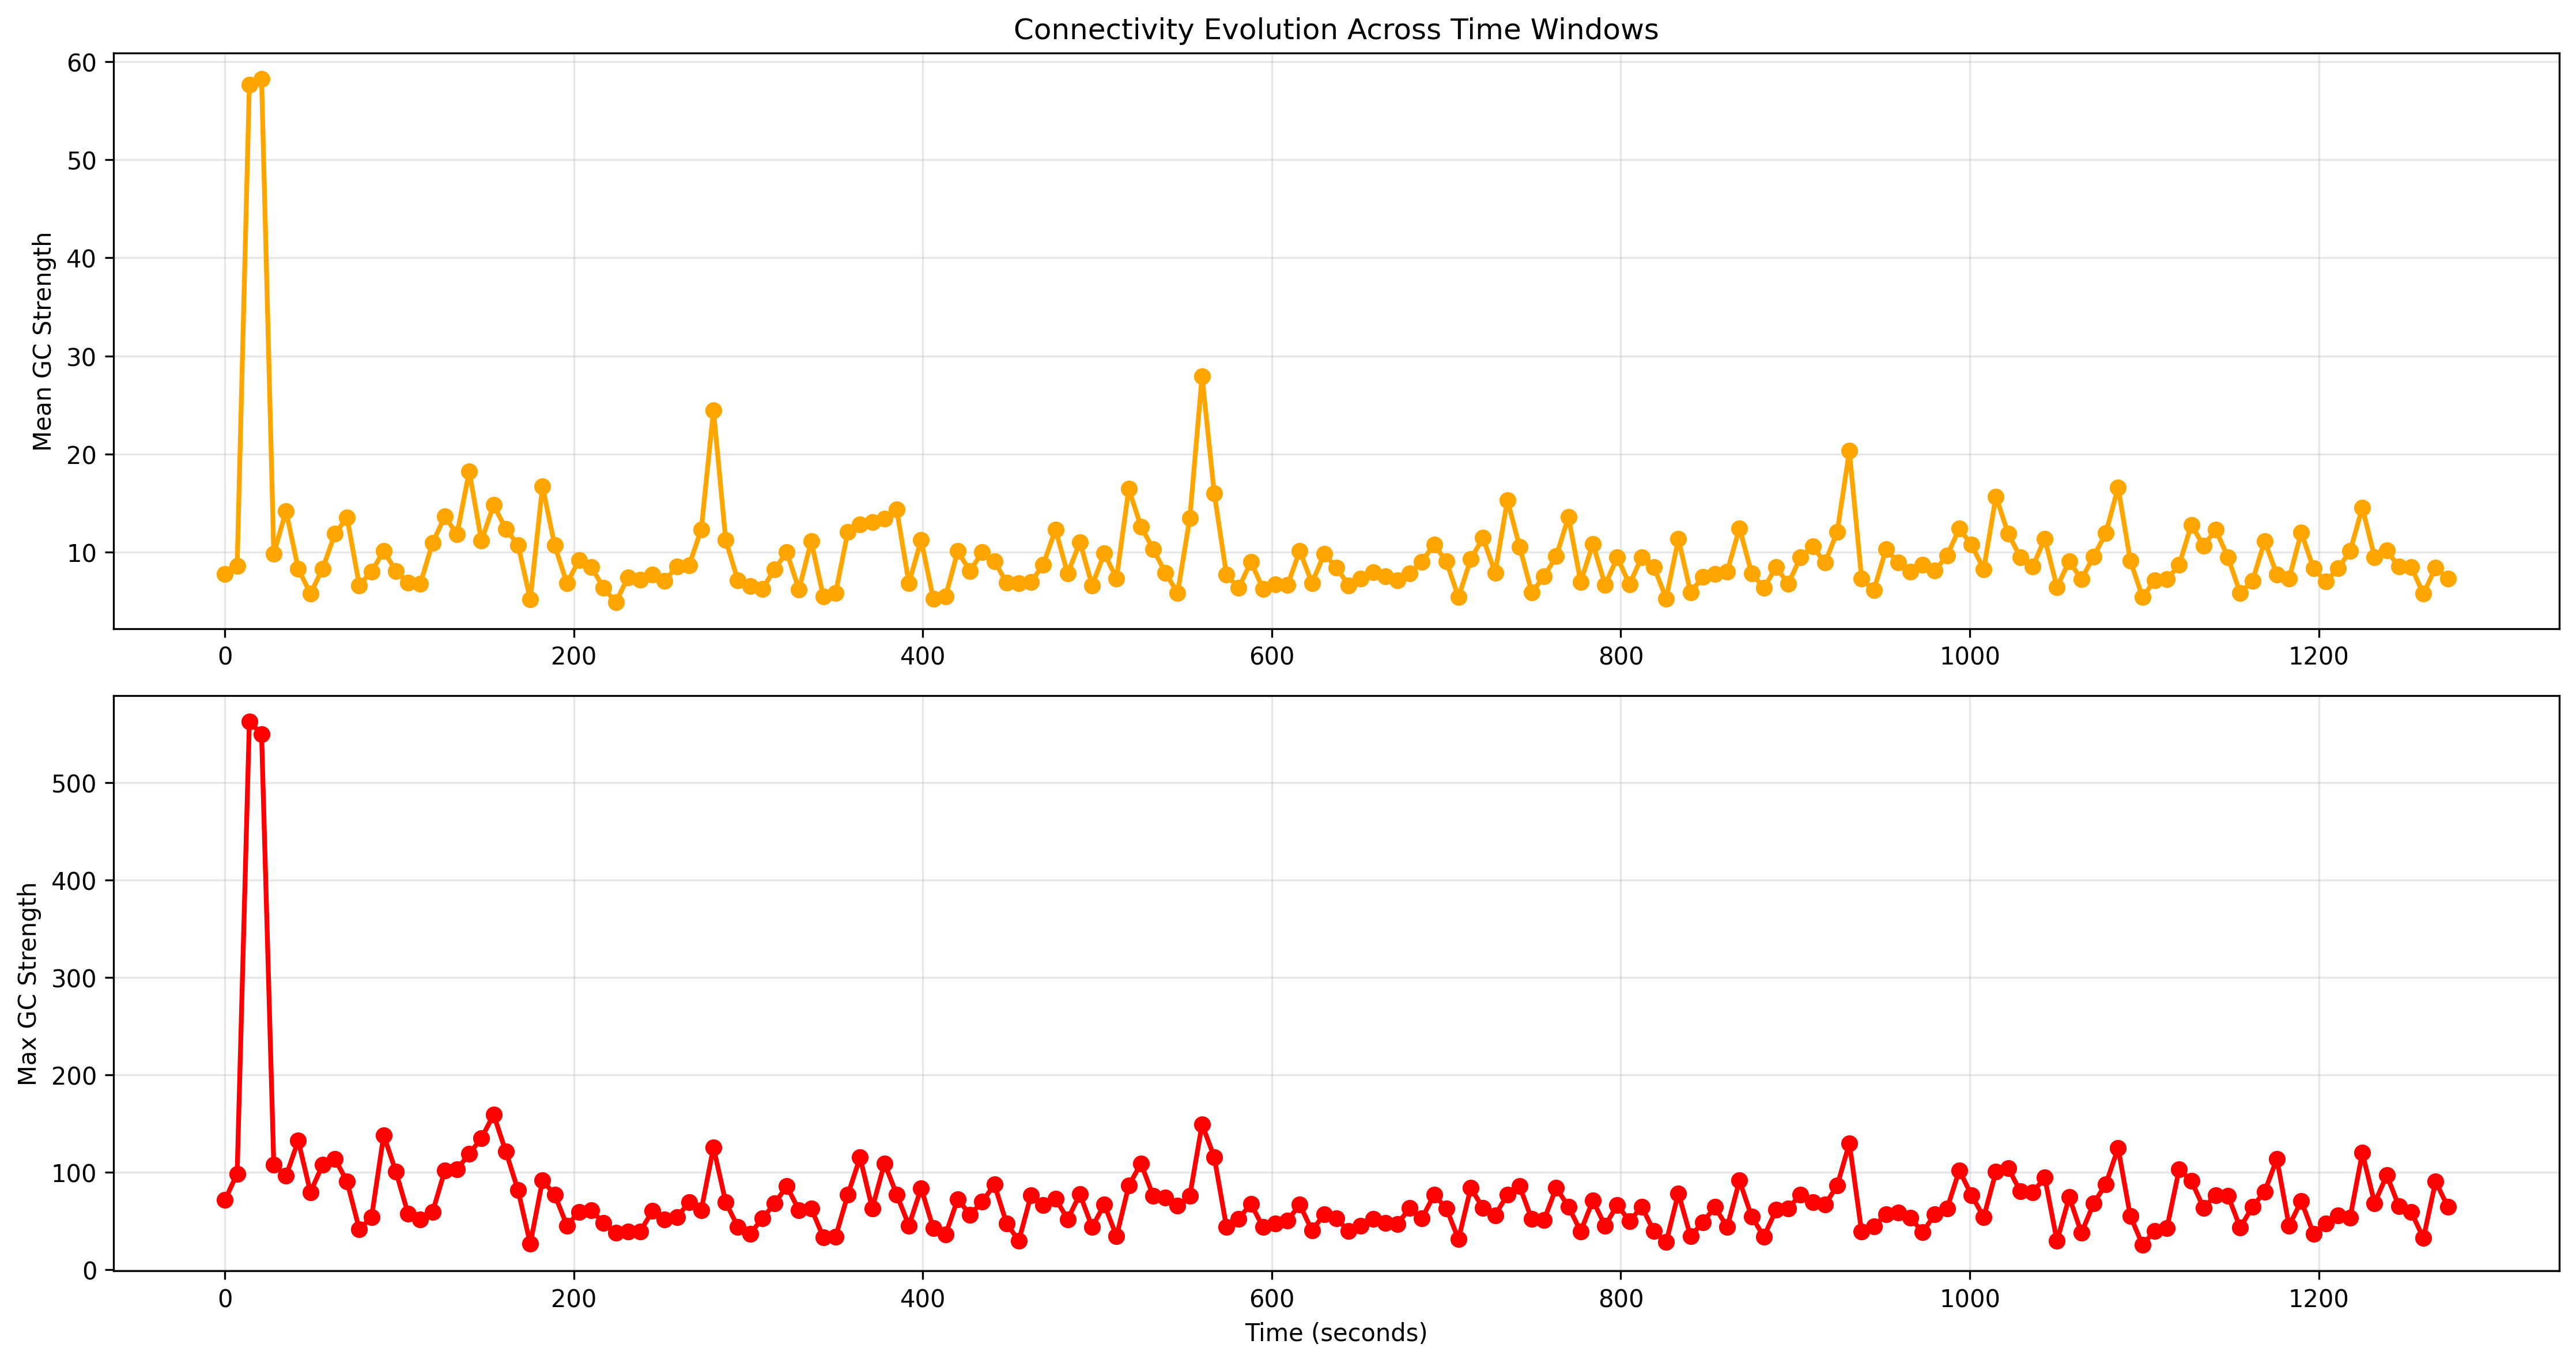 Connectivity Evolution Across Time Windows
Mean GC Strength
60
50
40
30
20
10
0 200 400 600 800 1000 1200
Max GC Strength
500
400
300
200
100
0
0 200 400 600 800 1000 1200
Time (seconds)